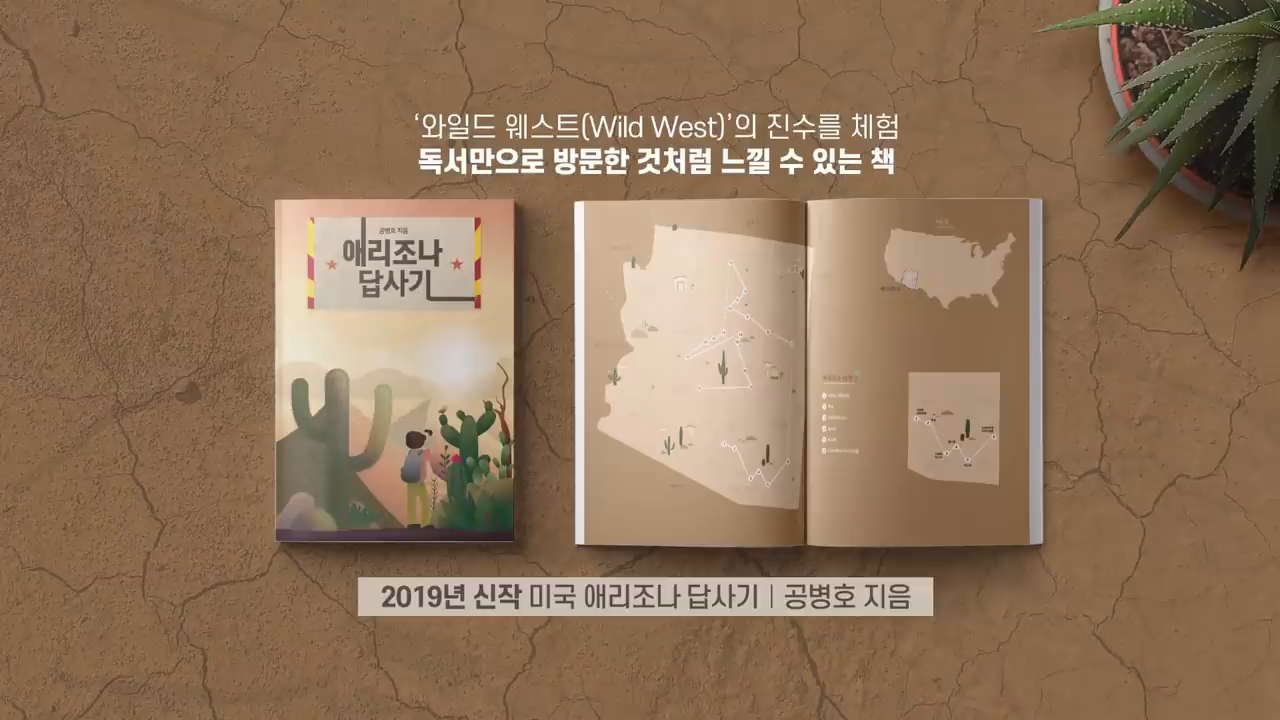 ‘와일드 웨스트(Wild West)’의 진수를 체험
독서만으로 방문한 것처럼 느낄 수 있는 책
공병호 지음
애리조나
답사기
2019년 신작 미국 애리조나 답사기 | 공병호 지음